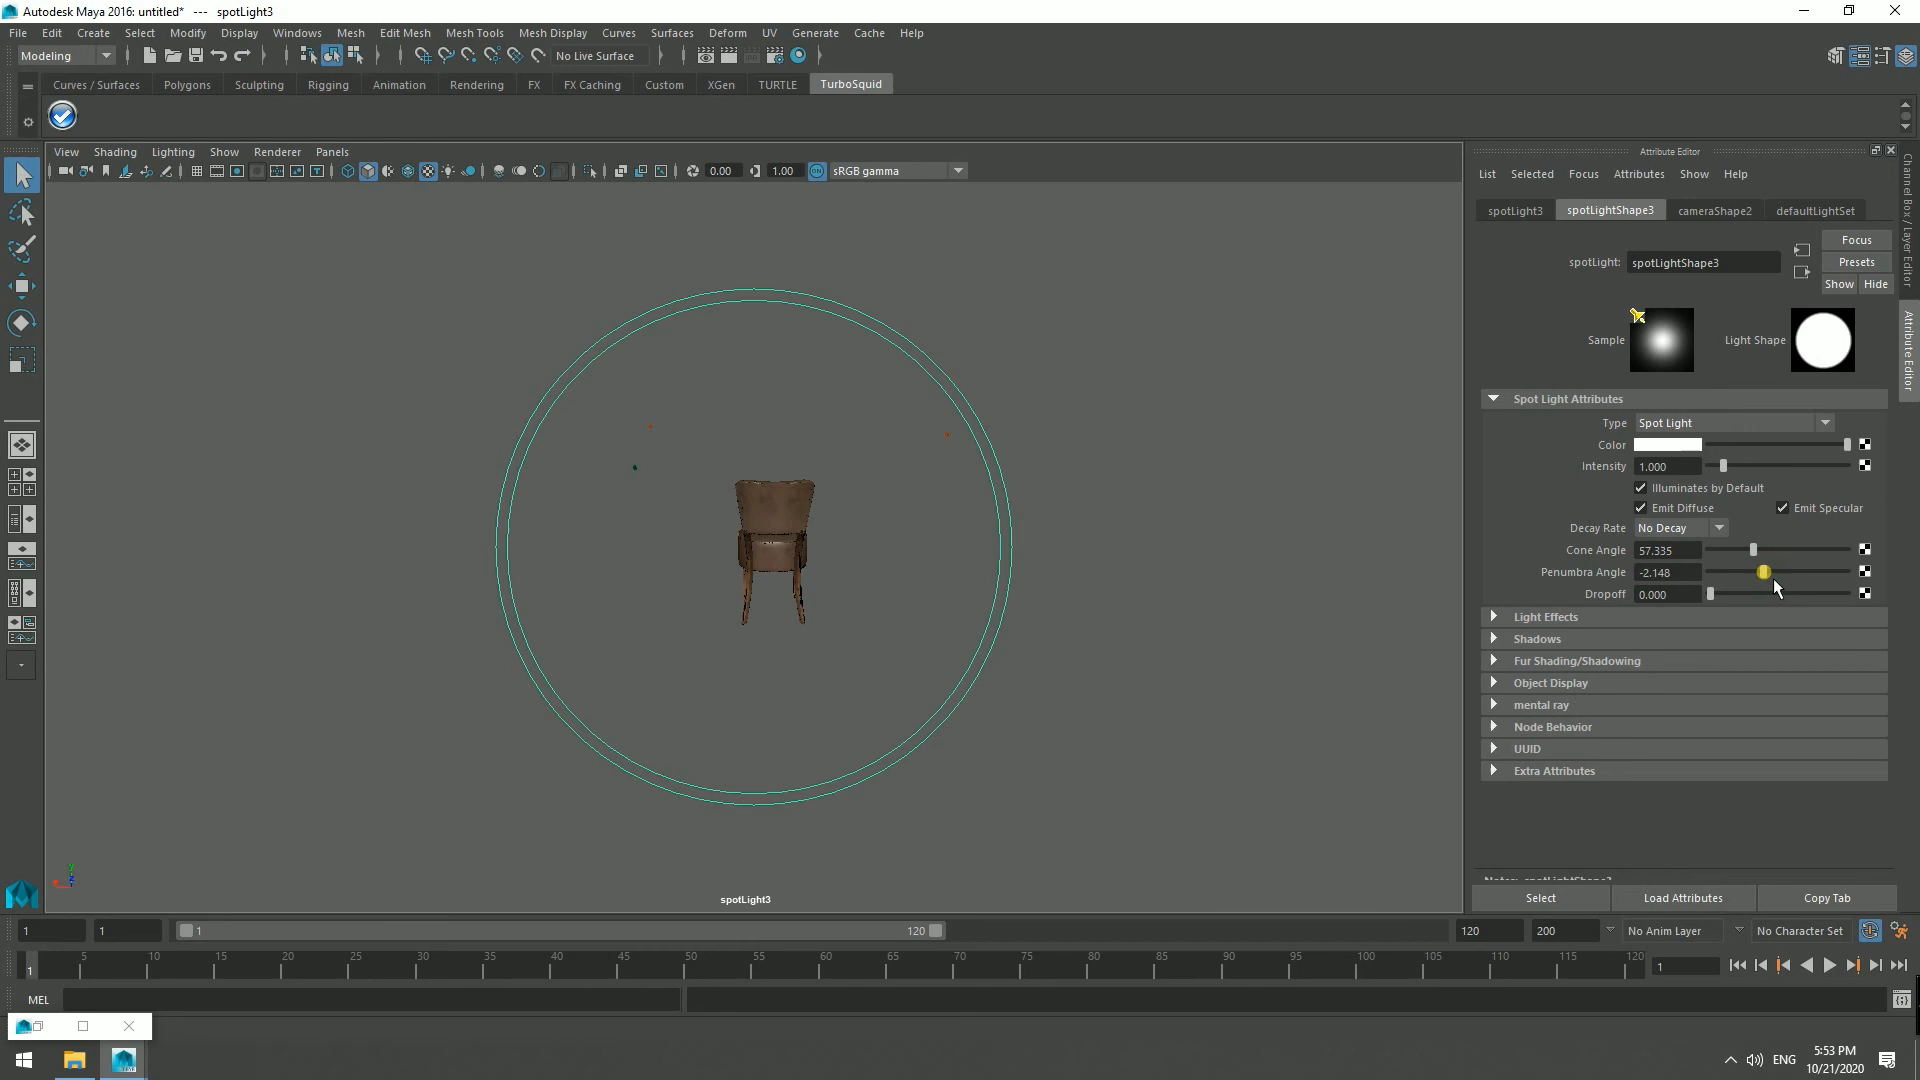 Autodesk Maya 2016: untitled* --- spotLight3
File Edit Create Select Modify Display Windows Mesh Edit Mesh Mesh Tools Mesh Display Curves Surfaces Deform UV Generate Cache Help
Modeling No Live Surface
Curves / Surfaces Polygons Sculpting Rigging Animation Rendering FX FX Caching Custom XGen TURTLE TurboSquid
View Shading Lighting Show Renderer Panels
0.00 1.00 ON sRGB gamma
spotLight3
Attribute Editor
List Selected Focus Attributes Show Help
spotLight3 spotLightShape3 cameraShape2 defaultLightSet
spotLight: spotLightShape3
Focus
Presets
Show Hide
Sample Light Shape
Spot Light Attributes
Type Spot Light
Color
Intensity 1.000
Illuminates by Default
Emit Diffuse Emit Specular
Decay Rate No Decay
Cone Angle 57.335
Penumbra Angle -2.148
Dropoff 0.000
Light Effects
Shadows
Fur Shading/Shadowing
Object Display
mental ray
Node Behavior
UUID
Extra Attributes
Select Load Attributes Copy Tab
Channel Box / Layer Editor
Attribute Editor
1 1 1 120 120 200 No Anim Layer No Character Set
1 5 10 15 20 25 30 35 40 45 50 55 60 65 70 75 80 85 90 95 100 105 110 115 120 1
MEL
ENG
5:53 PM
10/21/2020